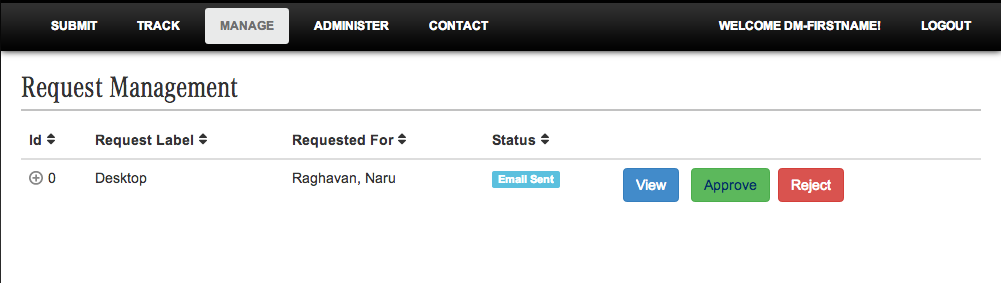 SUBMIT TRACK MANAGE ADMINISTER CONTACT WELCOME DM-FIRSTNAME! LOGOUT
Request Management
Id Request Label Requested For Status
0 Desktop Raghavan, Naru Email Sent View Approve Reject